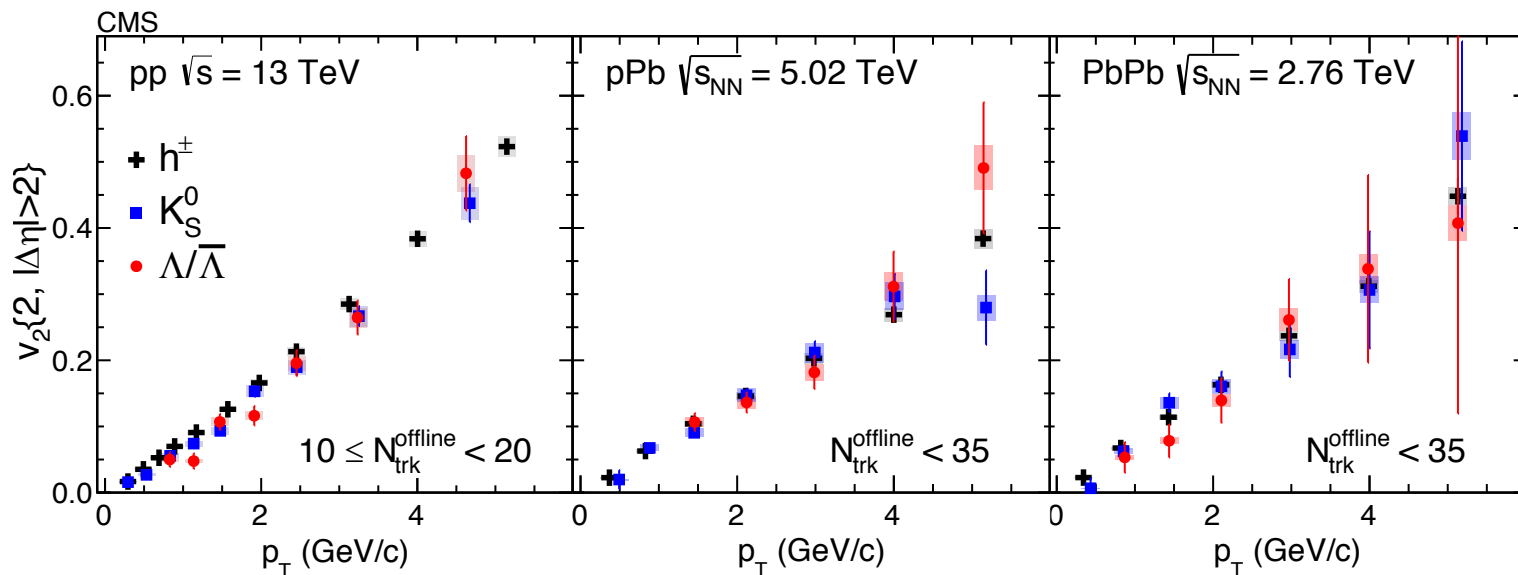 CMS
pp √s = 13 TeV
pPb √s_NN = 5.02 TeV
PbPb √s_NN = 2.76 TeV
v₂{2, |Δη|>2}
0.6
0.4
0.2
0.0
h±
K⁰_S
Λ/Λ̅
10 ≤ N_trk^offline < 20
N_trk^offline < 35
N_trk^offline < 35
0 2 4
0 2 4
0 2 4
p_T (GeV/c)
p_T (GeV/c)
p_T (GeV/c)